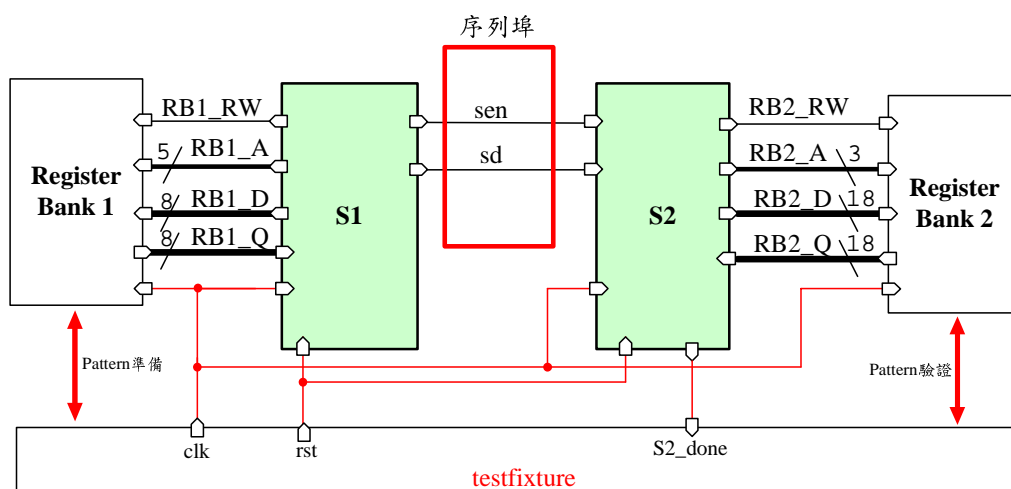 序列埠
Register
Bank 1
RB1_RW
5
RB1_A
8
RB1_D
8
RB1_Q
S1
sen
sd
S2
RB2_RW
RB2_A
3
RB2_D
18
RB2_Q
18
Register
Bank 2
Pattern準備
Pattern驗證
clk
rst
S2_done
testfixture